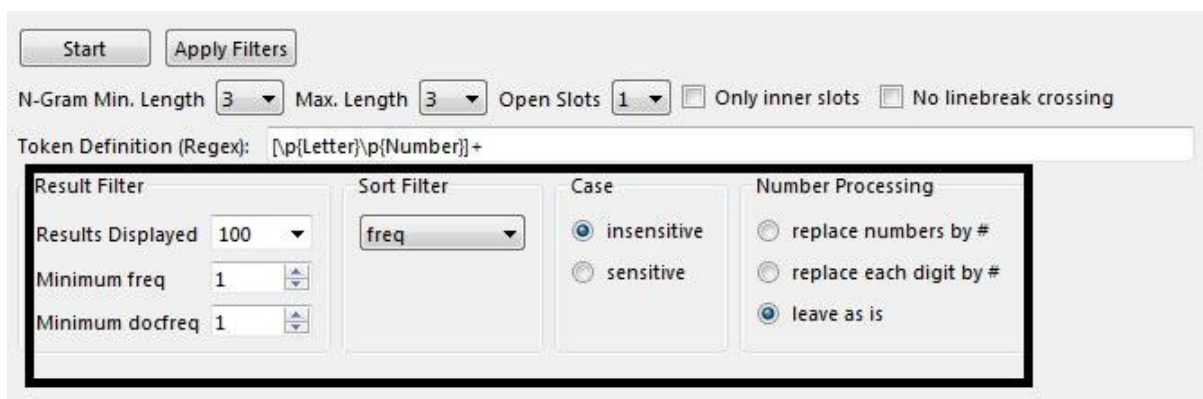 Start Apply Filters
N-Gram Min. Length 3 Max. Length 3 Open Slots 1 Only inner slots No linebreak crossing
Token Definition (Regex): [\p{Letter}\p{Number}]+
Result Filter Sort Filter Case Number Processing
Results Displayed 100 freq insensitive replace numbers by #
Minimum freq 1 sensitive replace each digit by #
Minimum docfreq 1 leave as is